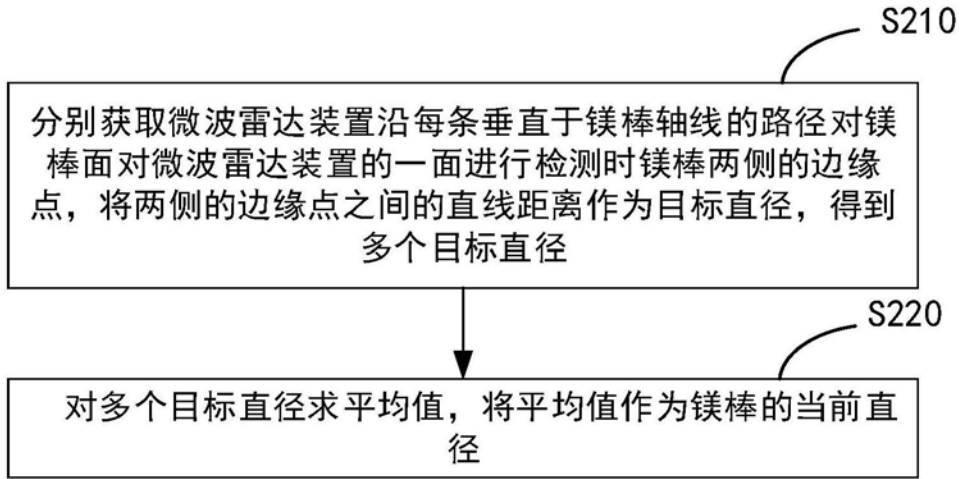 S210
分别获取微波雷达装置沿每条垂直于镁棒轴线的路径对镁
棒面对微波雷达装置的一面进行检测时镁棒两侧的边缘
点，将两侧的边缘点之间的直线距离作为目标直径，得到
多个目标直径
S220
对多个目标直径求平均值，将平均值作为镁棒的当前直
径